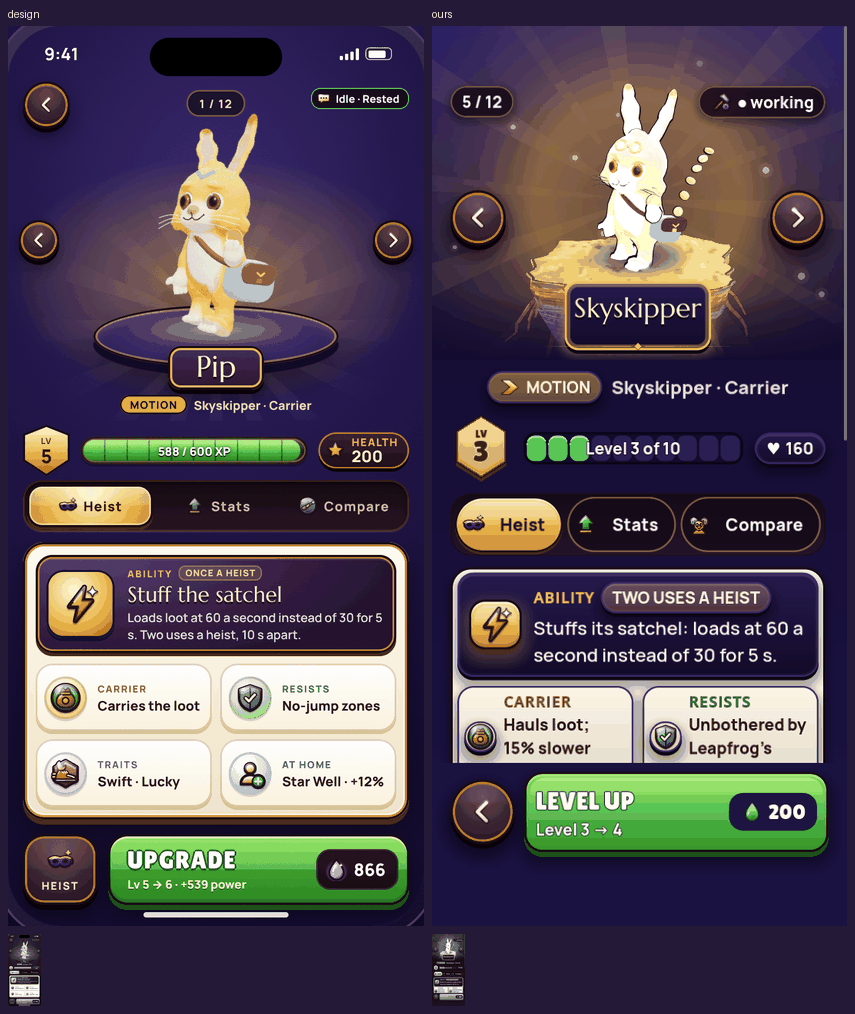 design
9:41
1 / 12
Idle · Rested
Pip
MOTION
Skyskipper · Carrier
LV
5
588 / 600 XP
HEALTH
200
Heist
Stats
Compare
ABILITY
ONCE A HEIST
Stuff the satchel
Loads loot at 60 a second instead of 30 for 5
s. Two uses a heist, 10 s apart.
CARRIER
Carries the loot
RESISTS
No-jump zones
TRAITS
Swift · Lucky
AT HOME
Star Well · +12%
HEIST
UPGRADE
Lv 5 → 6 · +539 power
866
ours
5 / 12
● working
Skyskipper
MOTION
Skyskipper · Carrier
LV
3
Level 3 of 10
♥ 160
Heist
Stats
Compare
ABILITY
TWO USES A HEIST
Stuffs its satchel: loads at 60 a
second instead of 30 for 5 s.
CARRIER
Hauls loot;
15% slower
RESISTS
Unbothered by
Leapfrog's
LEVEL UP
Level 3 → 4
200